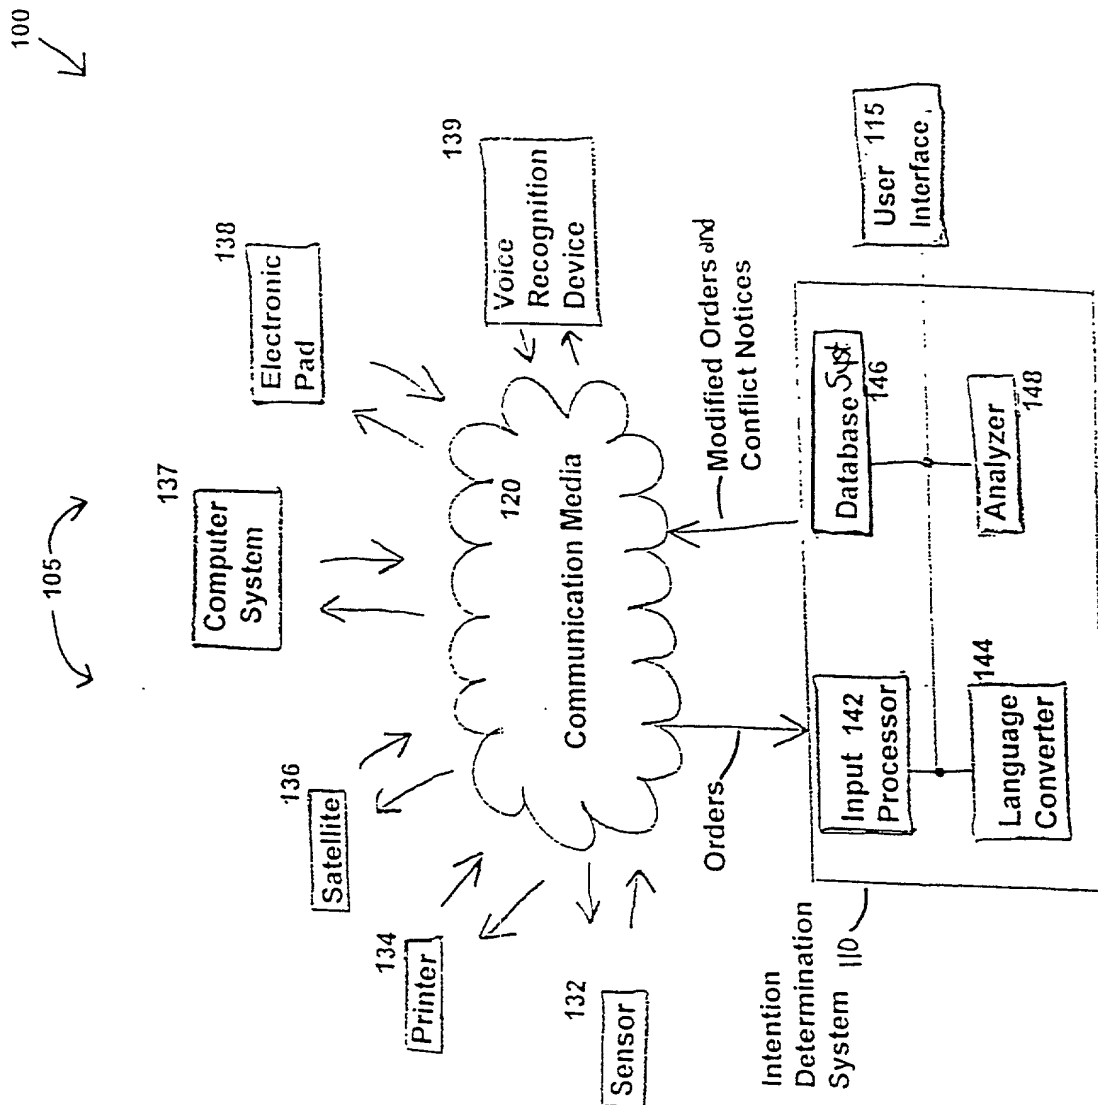 100
105
137
Computer
System
138
Electronic
Pad
136
Satellite
134
Printer
139
Voice
Recognition
Device
132
Sensor
120
Communication Media
Orders
Modified Orders and
Conflict Notices
Intention
Determination
System 110
Input 142
Processor
144
Language
Converter
Database Syst
146
Analyzer
148
User 115
Interface